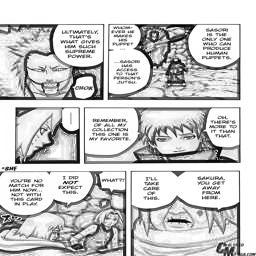 SASORI
IS THE
ONLY ONE
WHO CAN
PRODUCE
HUMAN
PUPPETS.
WHOM-
EVER HE
MAKES
HIS
PUPPET
...
...SASORI
HAS
ACCESS
TO THAT
PERSON'S
JUTSU.
ULTIMATELY,
THAT'S
WHAT GIVES
HIM SUCH
SUPREME
POWER.
OH,
THERE'S
MORE TO
IT THAN
THAT.
REMEMBER,
OF ALL MY
COLLECTION
THIS ONE
IS MY
FAVORITE.
SAKURA,
YOU GET
AWAY
FROM
HERE.
I'LL
TAKE
CARE OF
THIS.
WHAT?!
I DID
NOT
EXPECT
THIS.
YOU'RE NO
MATCH FOR
HIM NOW...
NOT WITH
THIS CARD
IN PLAY.